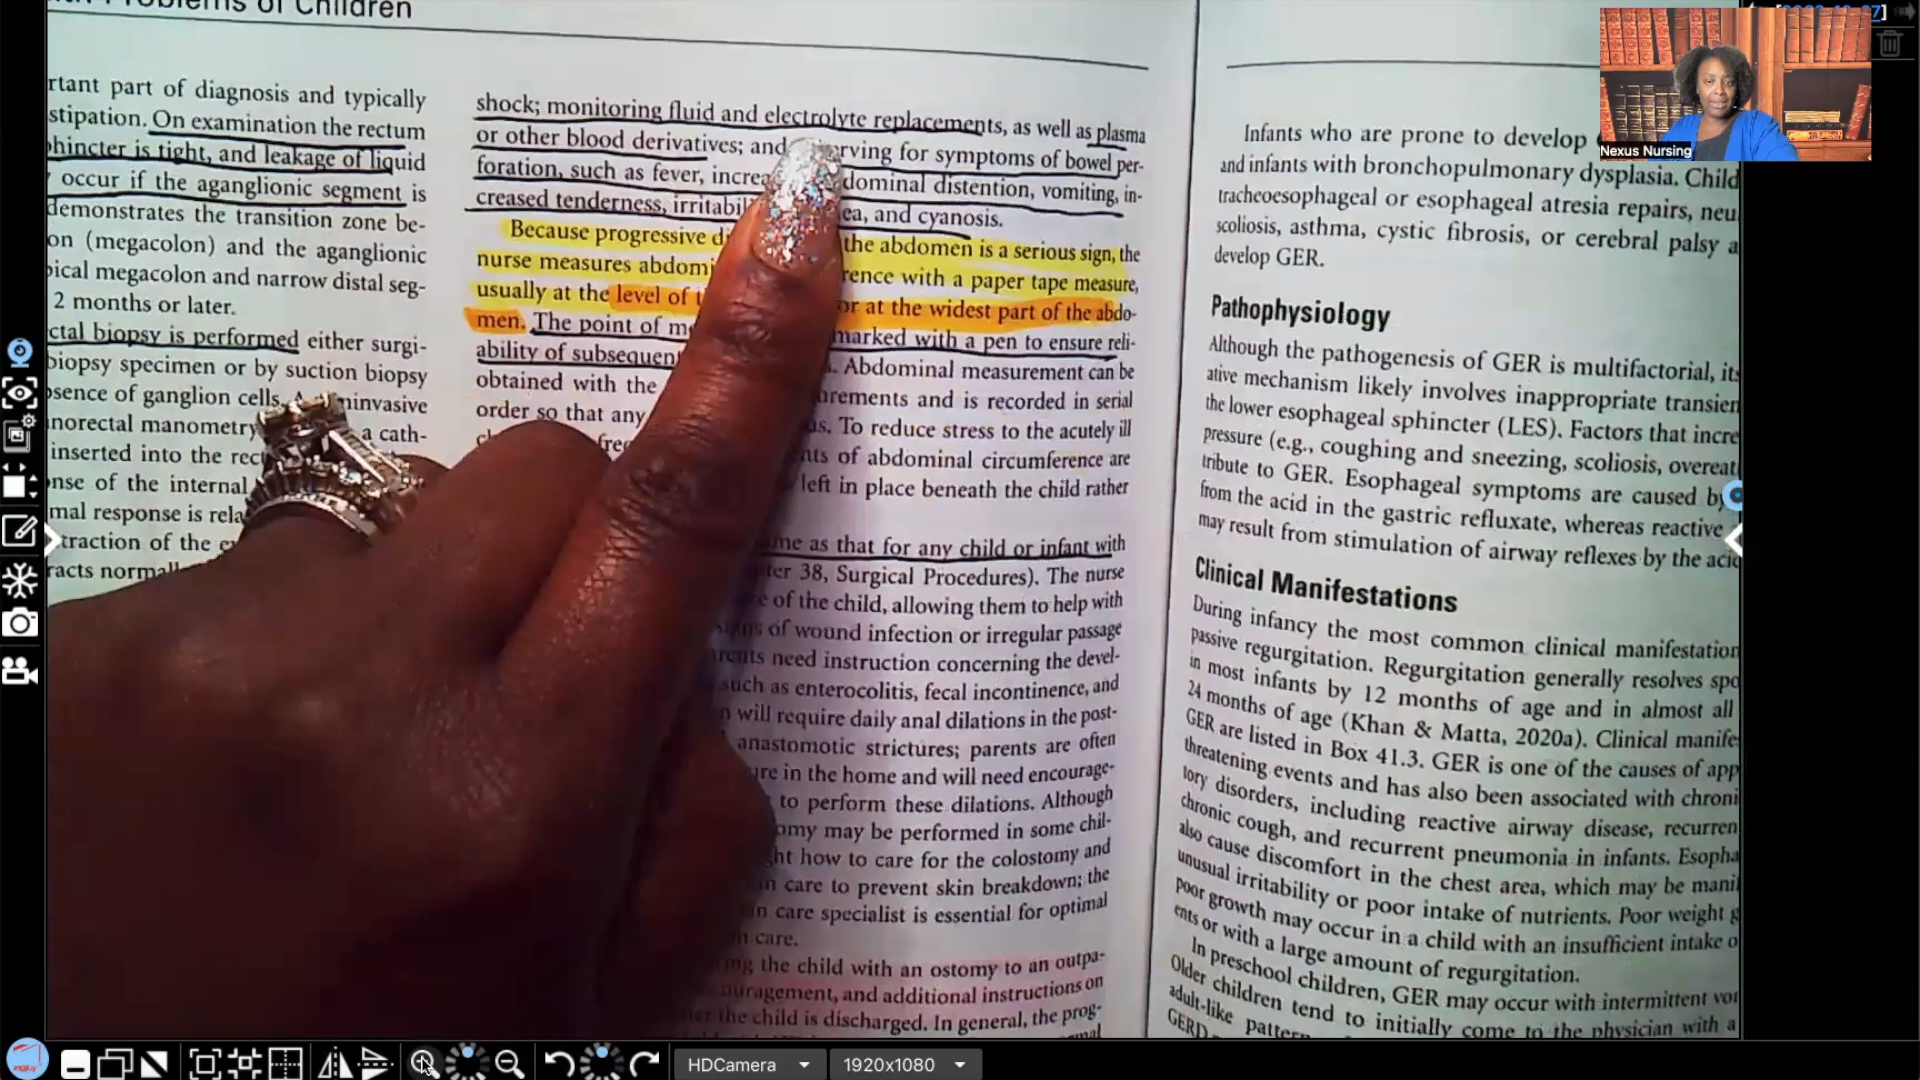 Problems of Children
rtant part of diagnosis and typically
stipation. On examination the rectum
hincter is tight, and leakage of liquid
occur if the aganglionic segment is
demonstrates the transition zone be-
on (megacolon) and the aganglionic
ical megacolon and narrow distal seg-
2 months or later.
ctal biopsy is performed either surgi-
biopsy specimen or by suction biopsy
sence of ganglion cells. ninvasive
norectal manometry a cath-
inserted into the rec
nse of the internal
mal response is rela
traction of the e
racts normal
shock; monitoring fluid and electrolyte replacements, as well as plasma
or other blood derivatives; and rving for symptoms of bowel per-
foration, such as fever, increa dominal distention, vomiting, in-
creased tenderness, irritabil ea, and cyanosis.
Because progressive di the abdomen is a serious sign, the
nurse measures abdomi rence with a paper tape measure,
usually at the level of or at the widest part of the abdo-
men. The point of m marked with a pen to ensure reli-
ability of subsequent . Abdominal measurement can be
obtained with the urements and is recorded in serial
order so that any us. To reduce stress to the acutely ill
fre nts of abdominal circumference are
left in place beneath the child rather
me as that for any child or infant with
ter 38, Surgical Procedures). The nurse
e of the child, allowing them to help with
signs of wound infection or irregular passage
rents need instruction concerning the devel-
such as enterocolitis, fecal incontinence, and
n will require daily anal dilations in the post-
anastomotic strictures; parents are often
re in the home and will need encourage-
to perform these dilations. Although
omy may be performed in some chil-
ght how to care for the colostomy and
n care to prevent skin breakdown; the
n care specialist is essential for optimal
n care.
ing the child with an ostomy to an outpa-
ouragement, and additional instructions on
er the child is discharged. In general, the prog-
Infants who are prone to develop
and infants with bronchopulmonary dysplasia. Child
tracheoesophageal or esophageal atresia repairs, neu
scoliosis, asthma, cystic fibrosis, or cerebral palsy a
develop GER.
Pathophysiology
Although the pathogenesis of GER is multifactorial, its
ative mechanism likely involves inappropriate transien
the lower esophageal sphincter (LES). Factors that incre
pressure (e.g., coughing and sneezing, scoliosis, overeat
tribute to GER. Esophageal symptoms are caused by
from the acid in the gastric refluxate, whereas reactive
may result from stimulation of airway reflexes by the acid
Clinical Manifestations
During infancy the most common clinical manifestation
passive regurgitation. Regurgitation generally resolves spo
in most infants by 12 months of age and in almost all
24 months of age (Khan & Matta, 2020a). Clinical manife
GER are listed in Box 41.3. GER is one of the causes of app
threatening events and has also been associated with chroni
tory disorders, including reactive airway disease, recurren
chronic cough, and recurrent pneumonia in infants. Esopha
also cause discomfort in the chest area, which may be mani
unusual irritability or poor intake of nutrients. Poor weight g
poor growth may occur in a child with an insufficient intake o
ents or with a large amount of regurgitation.
In preschool children, GER may occur with intermittent vom
Older children tend to initially come to the physician with a
adult-like patter
GERD
Nexus Nursing
HDCamera
1920x1080